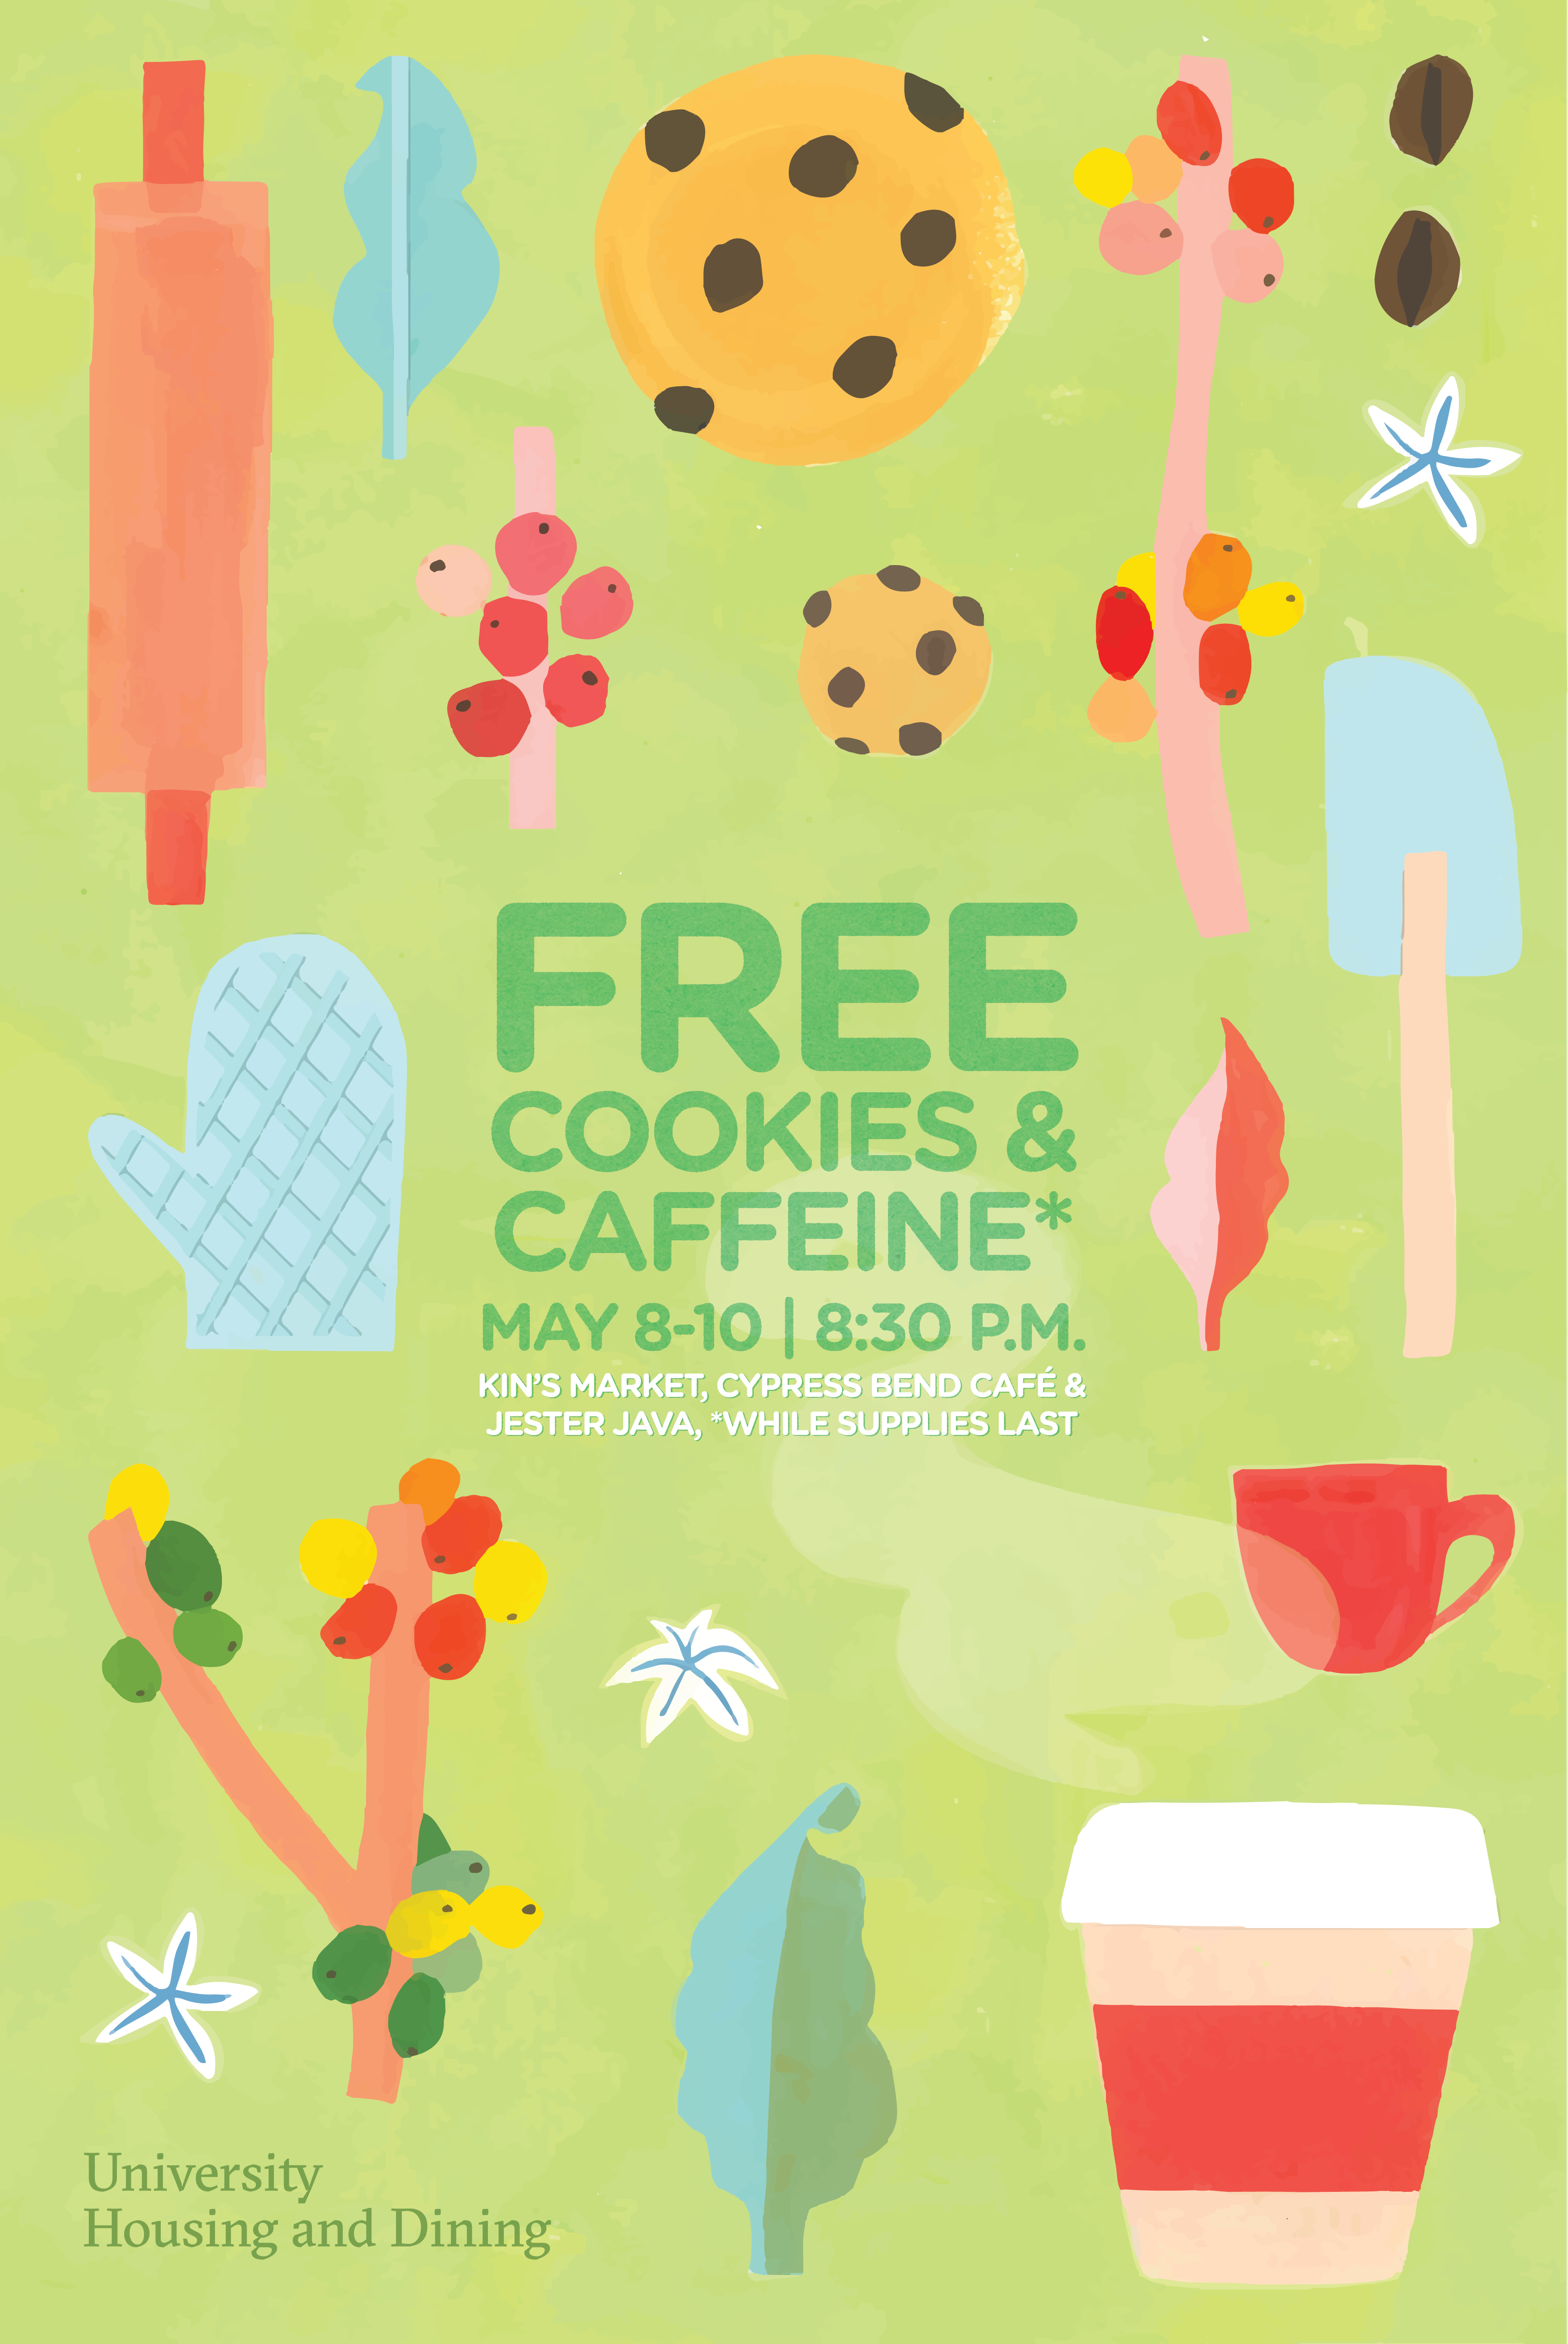 FREE
COOKIES &
CAFFEINE*
MAY 8-10 | 8:30 P.M.
KIN'S MARKET, CYPRESS BEND CAFÉ &
JESTER JAVA, *WHILE SUPPLIES LAST
University
Housing and Dining